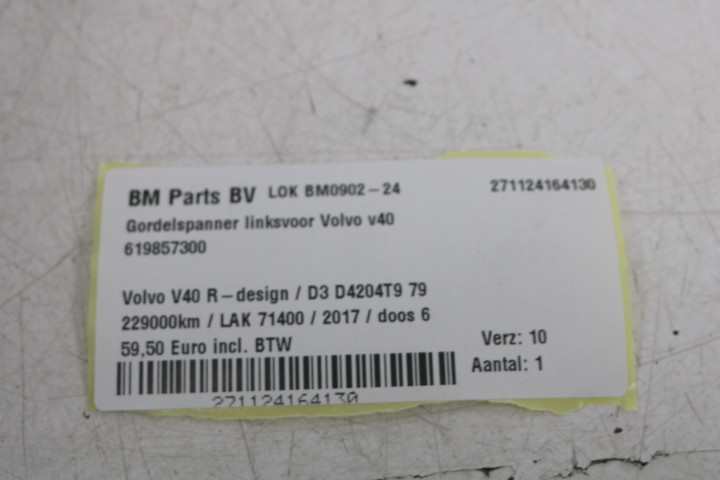 BM Parts BV LOK BM0902-24 271124164130
Gordelspanner linksvoor Volvo v40
619857300
Volvo V40 R-design / D3 D4204T9 79
229000km / LAK 71400 / 2017 / doos 6
59,50 Euro incl. BTW Verz: 10
Aantal: 1
271124164130